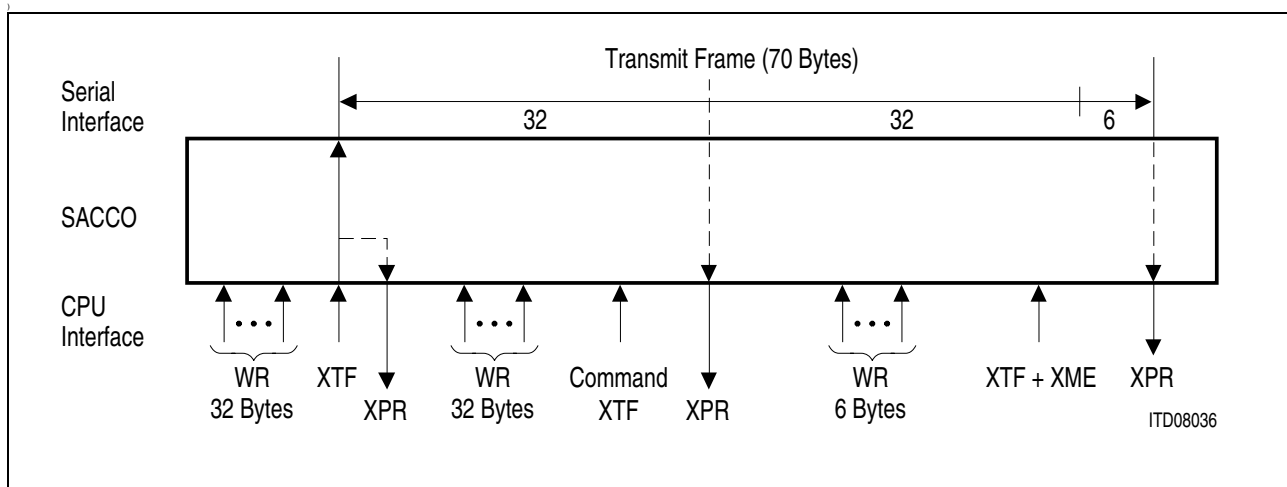 Transmit Frame (70 Bytes)
Serial
Interface
32
32
6
SACCO
CPU
Interface
WR
32 Bytes
XTF
XPR
WR
32 Bytes
Command
XTF
XPR
WR
6 Bytes
XTF + XME
XPR
ITD08036